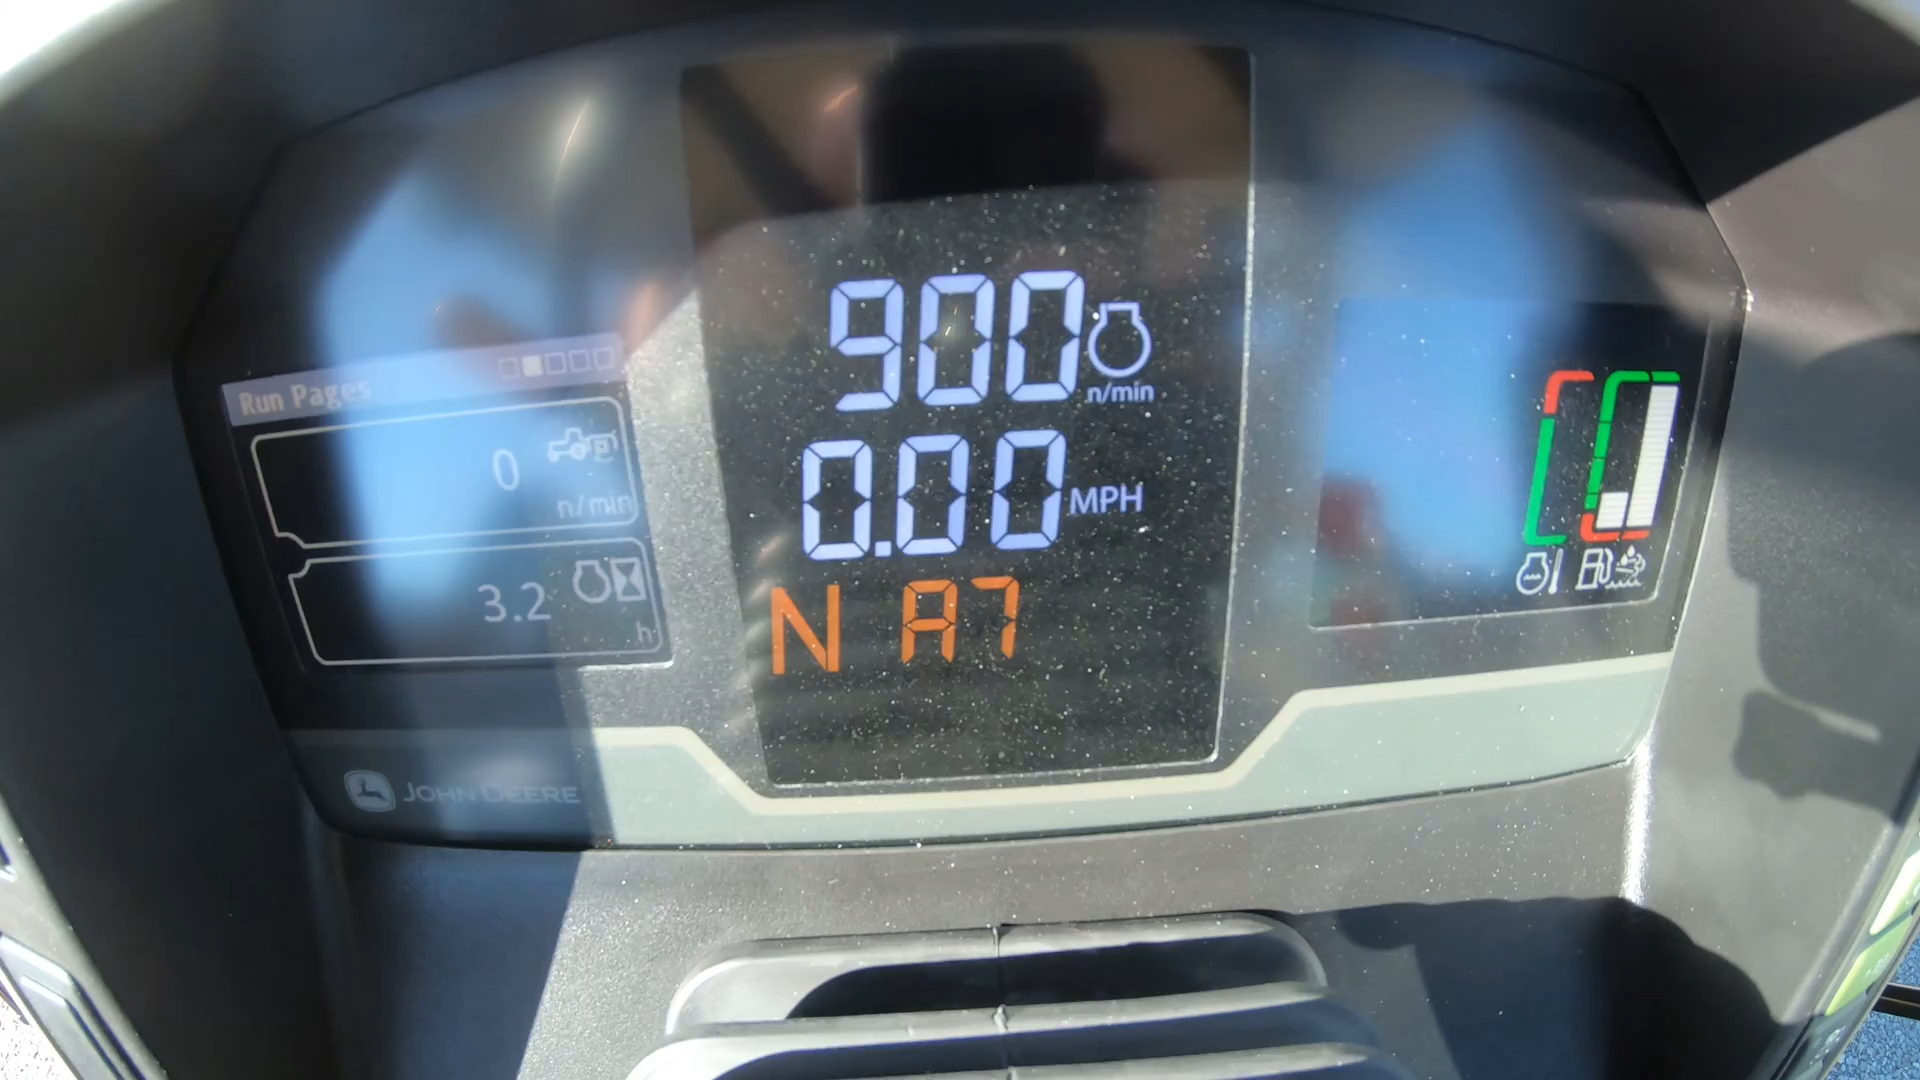 Run Pages
0
n/min
3.2
h
900
n/min
0.00 MPH
N A7
JOHN DEERE